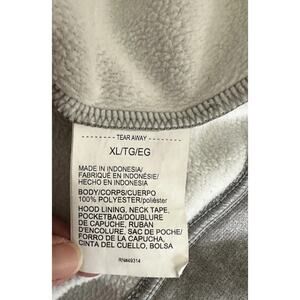 TEAR AWAY
XL/TG/EG
MADE IN INDONESIA/
FABRIQUÉ EN INDONÉSIE/
HECHO EN INDONESIA
BODY/CORPS/CUERPO
100% POLYESTER/poliéster
HOOD LINING, NECK TAPE,
POCKETBAG/DOUBLURE
DE CAPUCHE, RUBAN
D'ENCOLURE, SAC DE POCHE/
FORRO DE LA CAPUCHA,
CINTA DEL CUELLO, BOLSA
RN#49314